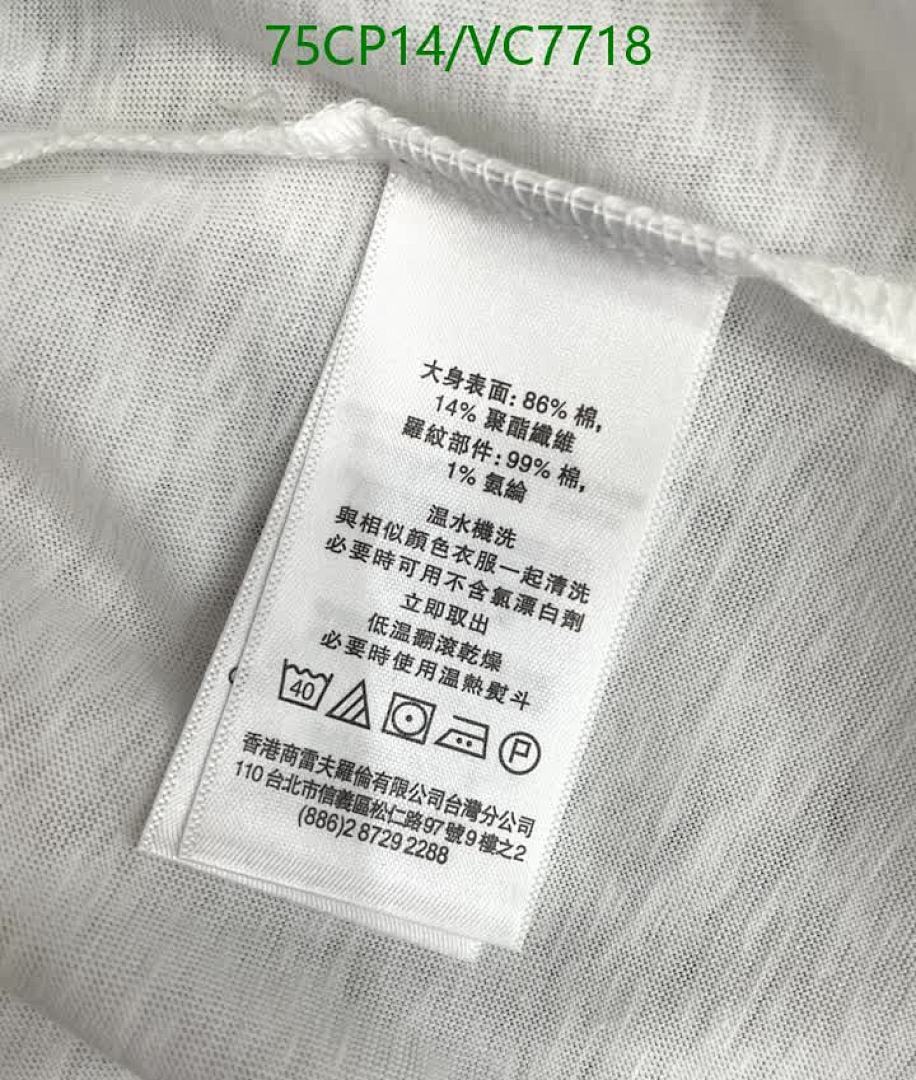 75CP14/VC7718
大身表面: 86% 棉,
14% 聚酯纖維
羅紋部件: 99% 棉,
1% 氨綸
溫水機洗
與相似顏色衣服一起清洗
必要時可用不含氯漂白劑
立即取出
低溫翻滾乾燥
必要時使用溫熱熨斗
40
P
香港商雷夫羅倫有限公司台灣分公司
110 台北市信義區松仁路97號9樓之2
(886)2 8729 2288